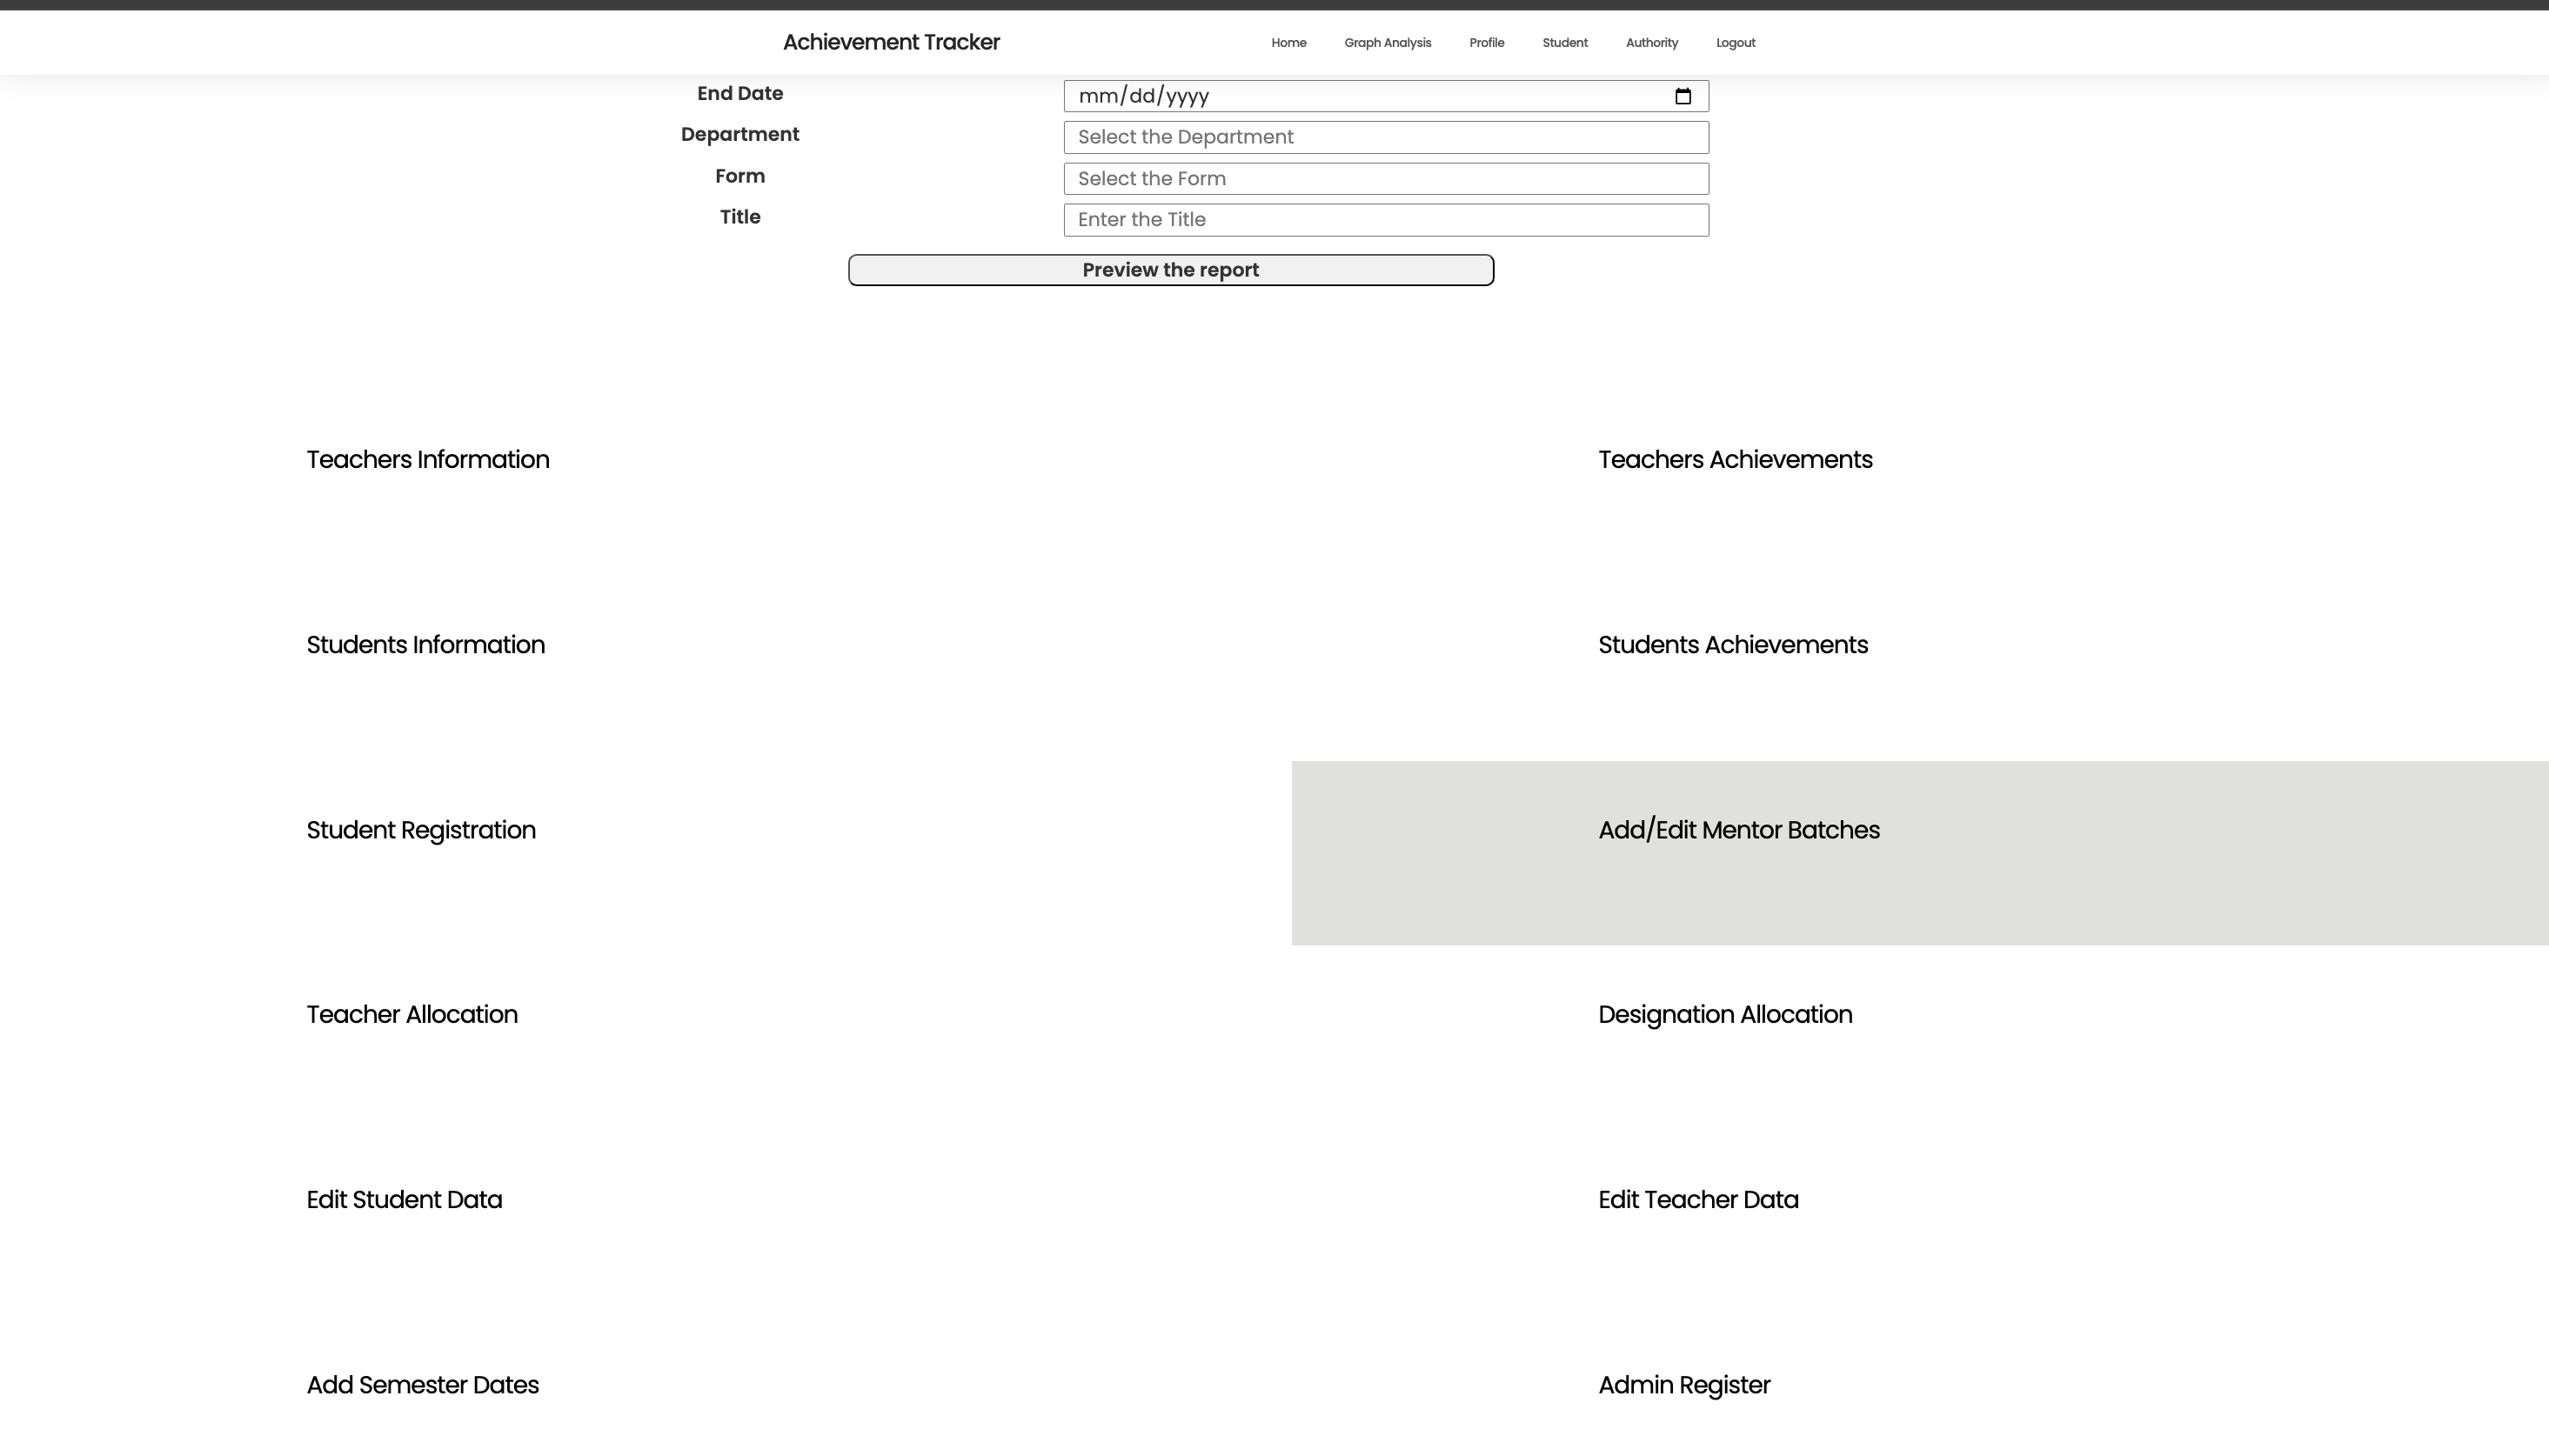 Achievement Tracker Home Graph Analysis Profile Student Authority Logout
End Date mm/dd/yyyy
Department Select the Department
Form Select the Form
Title Enter the Title
Preview the report
Teachers Information Teachers Achievements
Students Information Students Achievements
Student Registration Add/Edit Mentor Batches
Teacher Allocation Designation Allocation
Edit Student Data Edit Teacher Data
Add Semester Dates Admin Register